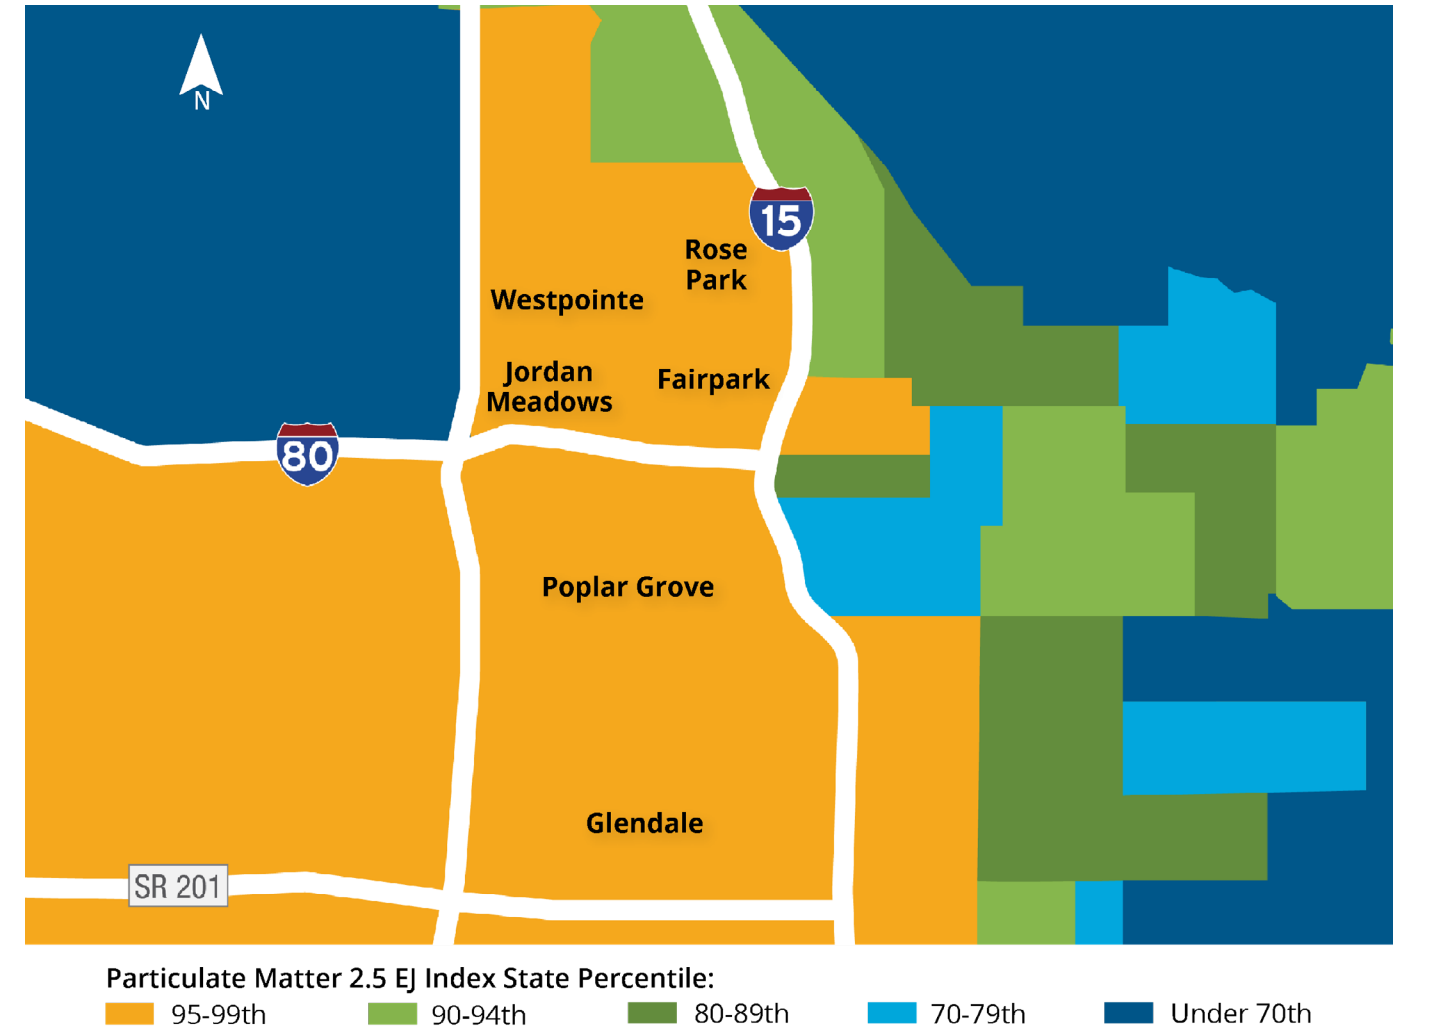 N
15
Rose
Park
Westpointe
Jordan
Meadows
Fairpark
80
Poplar Grove
Glendale
SR 201
Particulate Matter 2.5 EJ Index State Percentile:
95-99th 90-94th 80-89th 70-79th Under 70th